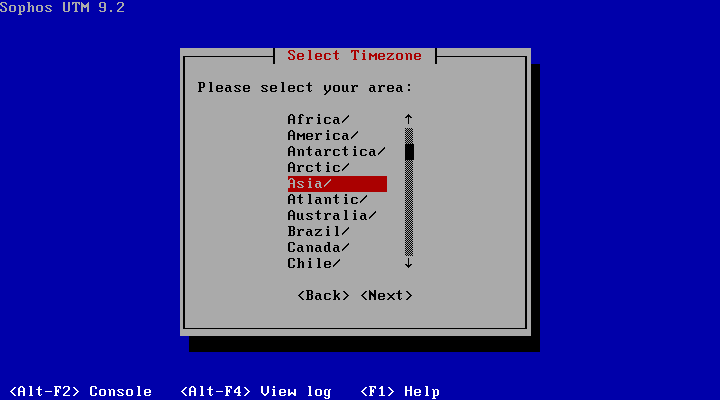 Sophos UTM 9.2
Select Timezone
Please select your area:
Africa/
America/
Antarctica/
Arctic/
Asia/
Atlantic/
Australia/
Brazil/
Canada/
Chile/
<Back> <Next>
<Alt-F2> Console <Alt-F4> View log <F1> Help